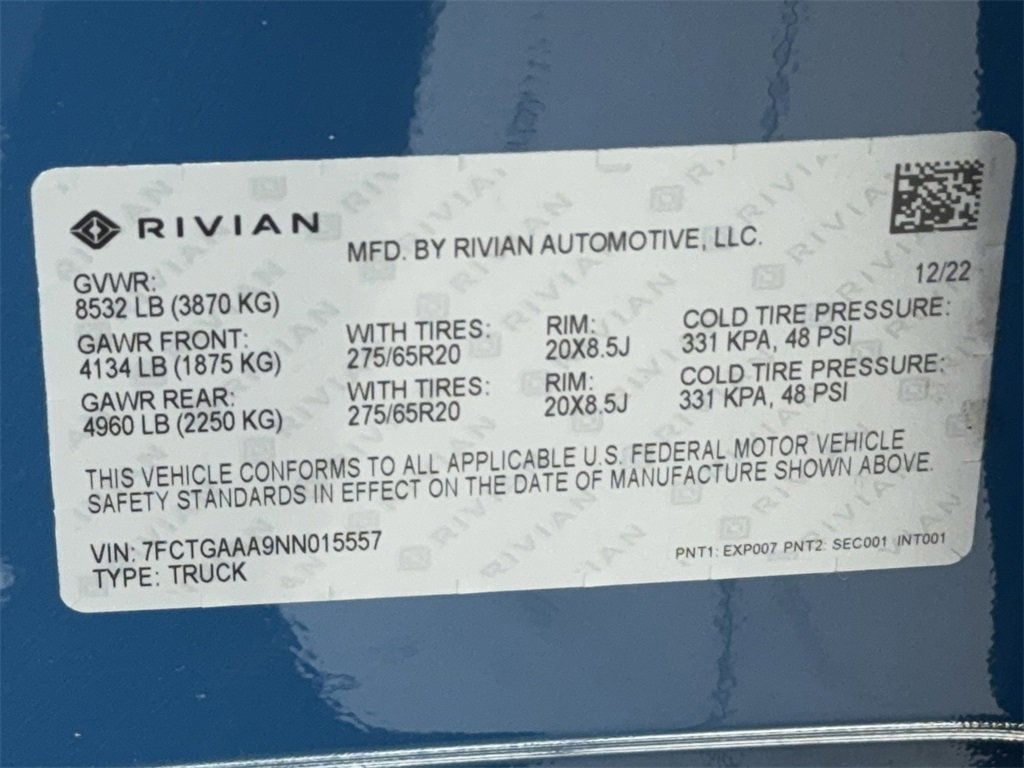 RIVIAN
MFD. BY RIVIAN AUTOMOTIVE, LLC.
12/22
GVWR:
8532 LB (3870 KG)
GAWR FRONT: WITH TIRES: RIM: COLD TIRE PRESSURE:
4134 LB (1875 KG) 275/65R20 20X8.5J 331 KPA, 48 PSI
GAWR REAR: WITH TIRES: RIM: COLD TIRE PRESSURE:
4960 LB (2250 KG) 275/65R20 20X8.5J 331 KPA, 48 PSI
THIS VEHICLE CONFORMS TO ALL APPLICABLE U.S. FEDERAL MOTOR VEHICLE
SAFETY STANDARDS IN EFFECT ON THE DATE OF MANUFACTURE SHOWN ABOVE.
VIN: 7FCTGAAA9NN015557
TYPE: TRUCK
PNT1: EXP007 PNT2: SEC001 INT001